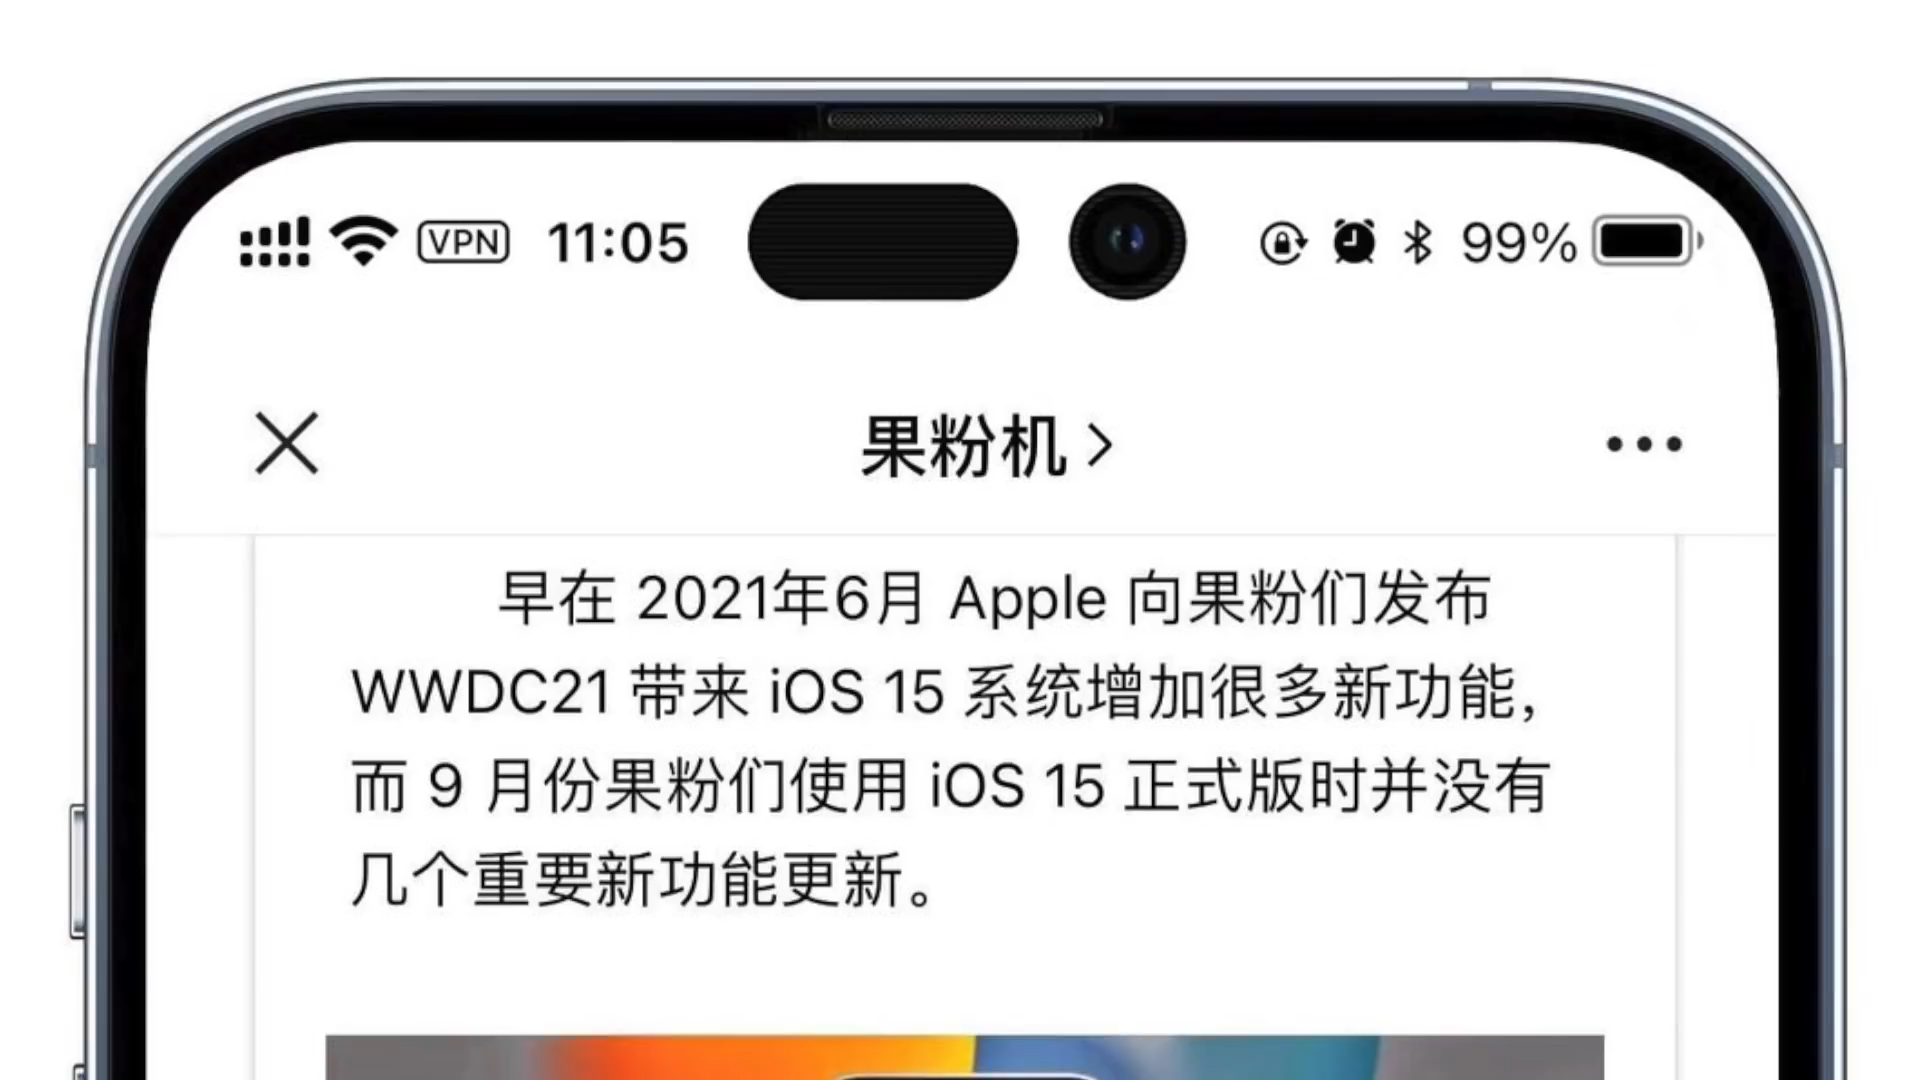 VPN 11:05 99%
果粉机
早在 2021年6月 Apple 向果粉们发布
WWDC21 带来 iOS 15 系统增加很多新功能,
而 9 月份果粉们使用 iOS 15 正式版时并没有
几个重要新功能更新。